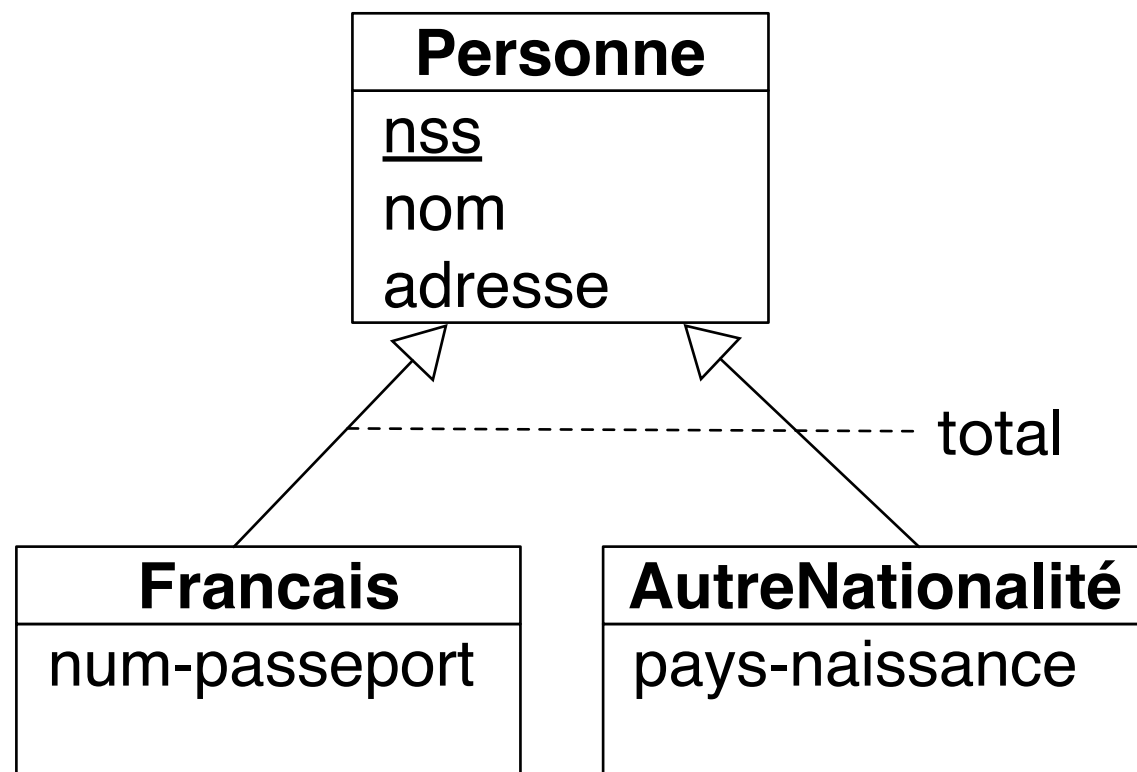 Personne
nss
nom
adresse
total
Francais
num-passeport
AutreNationalité
pays-naissance